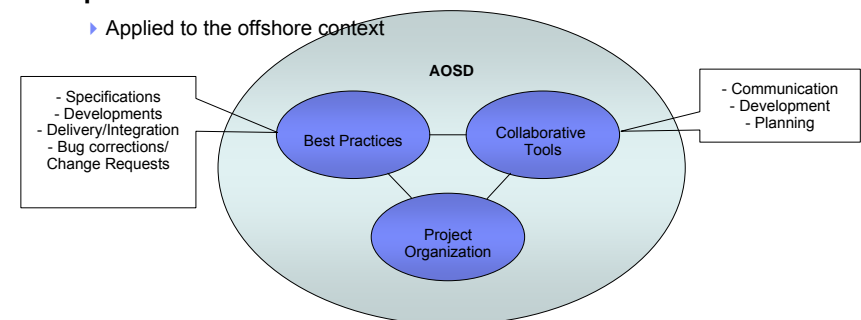 Applied to the offshore context
AOSD
- Specifications
- Developments
- Delivery/Integration
- Bug corrections/
Change Requests
Best Practices
Collaborative
Tools
- Communication
- Development
- Planning
Project
Organization